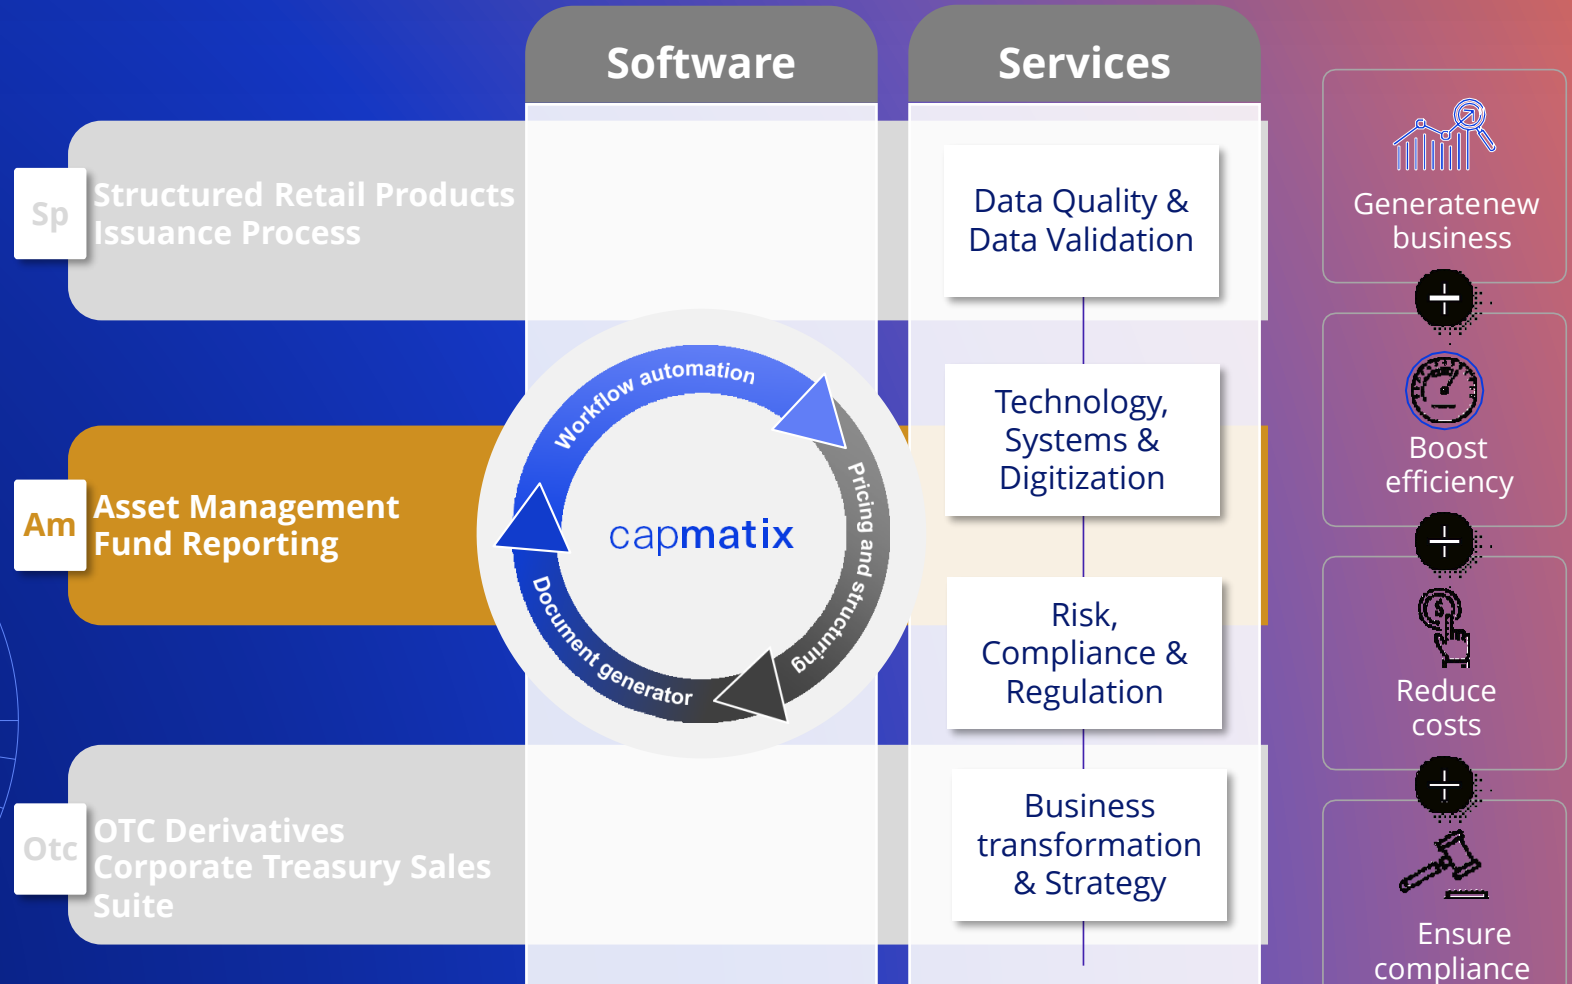 Software
Services
Sp
Structured Retail Products
Issuance Process
Am
Asset Management
Fund Reporting
Otc
OTC Derivatives
Corporate Treasury Sales
Suite
Workflow automation
Pricing and structuring
Document generator
capmatix
Data Quality &
Data Validation
Technology,
Systems &
Digitization
Risk,
Compliance &
Regulation
Business
transformation
& Strategy
Generatenew
business
Boost
efficiency
Reduce
costs
Ensure
compliance